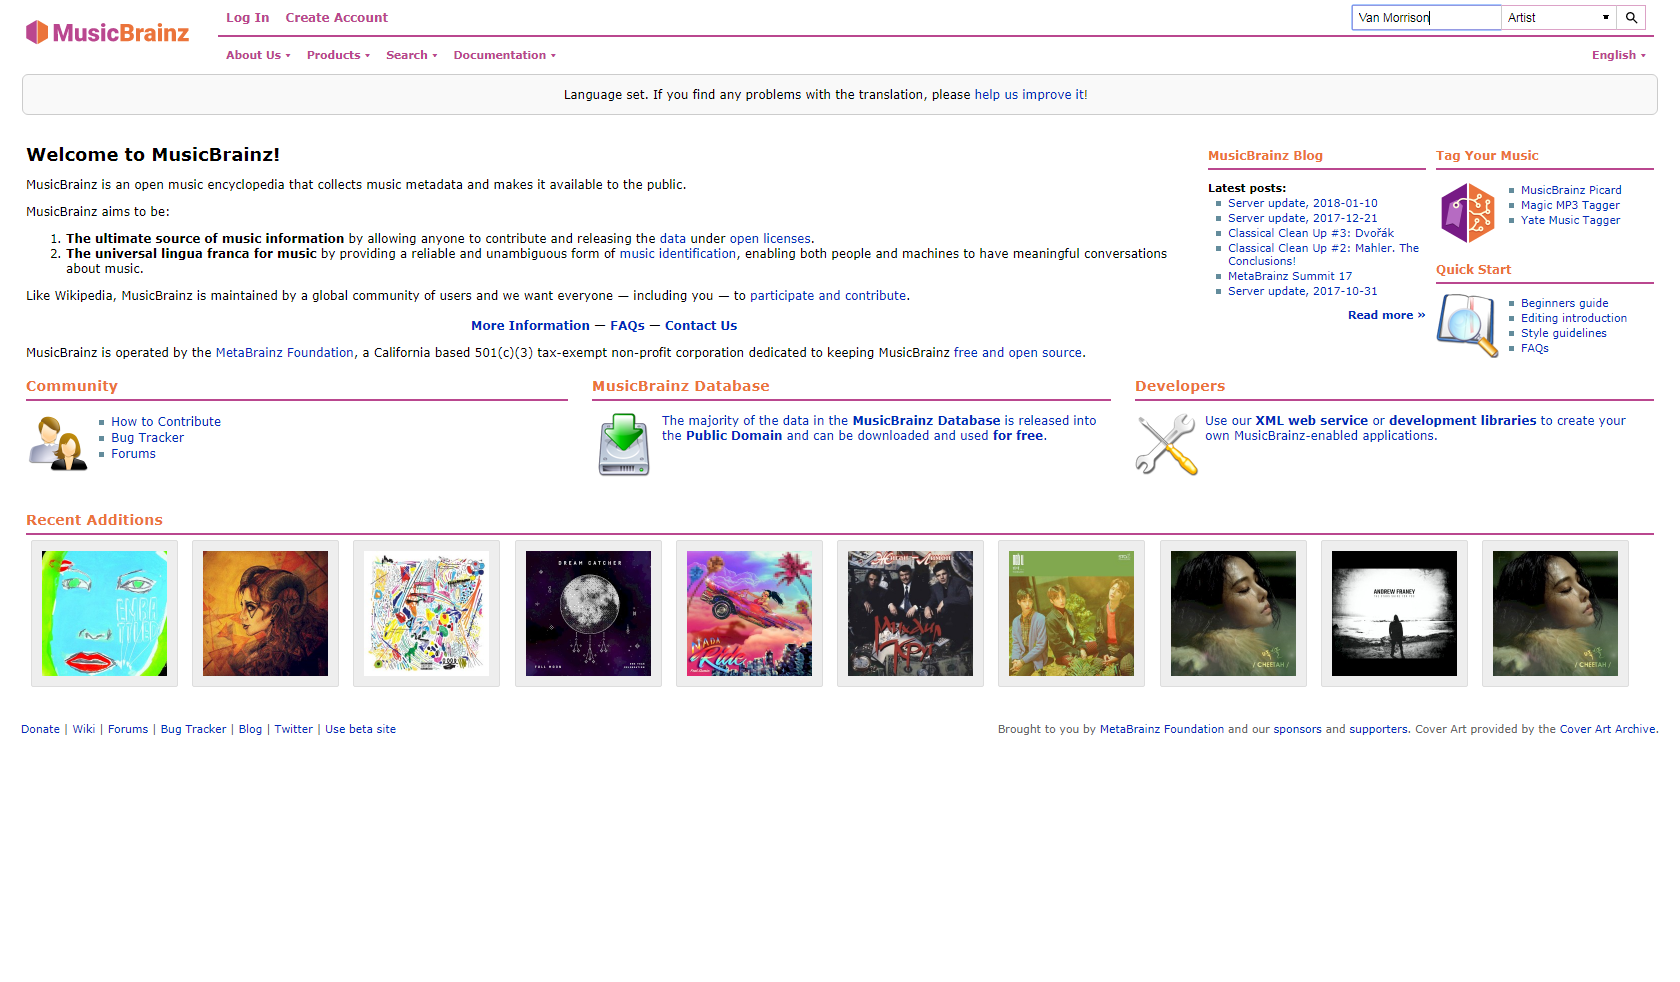 MusicBrainz
Log In Create Account
Van Morrison Artist
About Us Products Search Documentation English
Language set. If you find any problems with the translation, please help us improve it!
Welcome to MusicBrainz!
MusicBrainz is an open music encyclopedia that collects music metadata and makes it available to the public.
MusicBrainz aims to be:
1. The ultimate source of music information by allowing anyone to contribute and releasing the data under open licenses.
2. The universal lingua franca for music by providing a reliable and unambiguous form of music identification, enabling both people and machines to have meaningful conversations
about music.
Like Wikipedia, MusicBrainz is maintained by a global community of users and we want everyone — including you — to participate and contribute.
More Information — FAQs — Contact Us
MusicBrainz is operated by the MetaBrainz Foundation, a California based 501(c)(3) tax-exempt non-profit corporation dedicated to keeping MusicBrainz free and open source.
MusicBrainz Blog
Latest posts:
Server update, 2018-01-10
Server update, 2017-12-21
Classical Clean Up #3: Dvořák
Classical Clean Up #2: Mahler. The
Conclusions!
MetaBrainz Summit 17
Server update, 2017-10-31
Read more »
Tag Your Music
MusicBrainz Picard
Magic MP3 Tagger
Yate Music Tagger
Quick Start
Beginners guide
Editing introduction
Style guidelines
FAQs
Community
How to Contribute
Bug Tracker
Forums
MusicBrainz Database
The majority of the data in the MusicBrainz Database is released into
the Public Domain and can be downloaded and used for free.
Developers
Use our XML web service or development libraries to create your
own MusicBrainz-enabled applications.
Recent Additions
DREAM CATCHER
FULL MOON
Ride
ANDREW FRANEY
/ CHEETAH /
/ CHEETAH /
Donate | Wiki | Forums | Bug Tracker | Blog | Twitter | Use beta site
Brought to you by MetaBrainz Foundation and our sponsors and supporters. Cover Art provided by the Cover Art Archive.